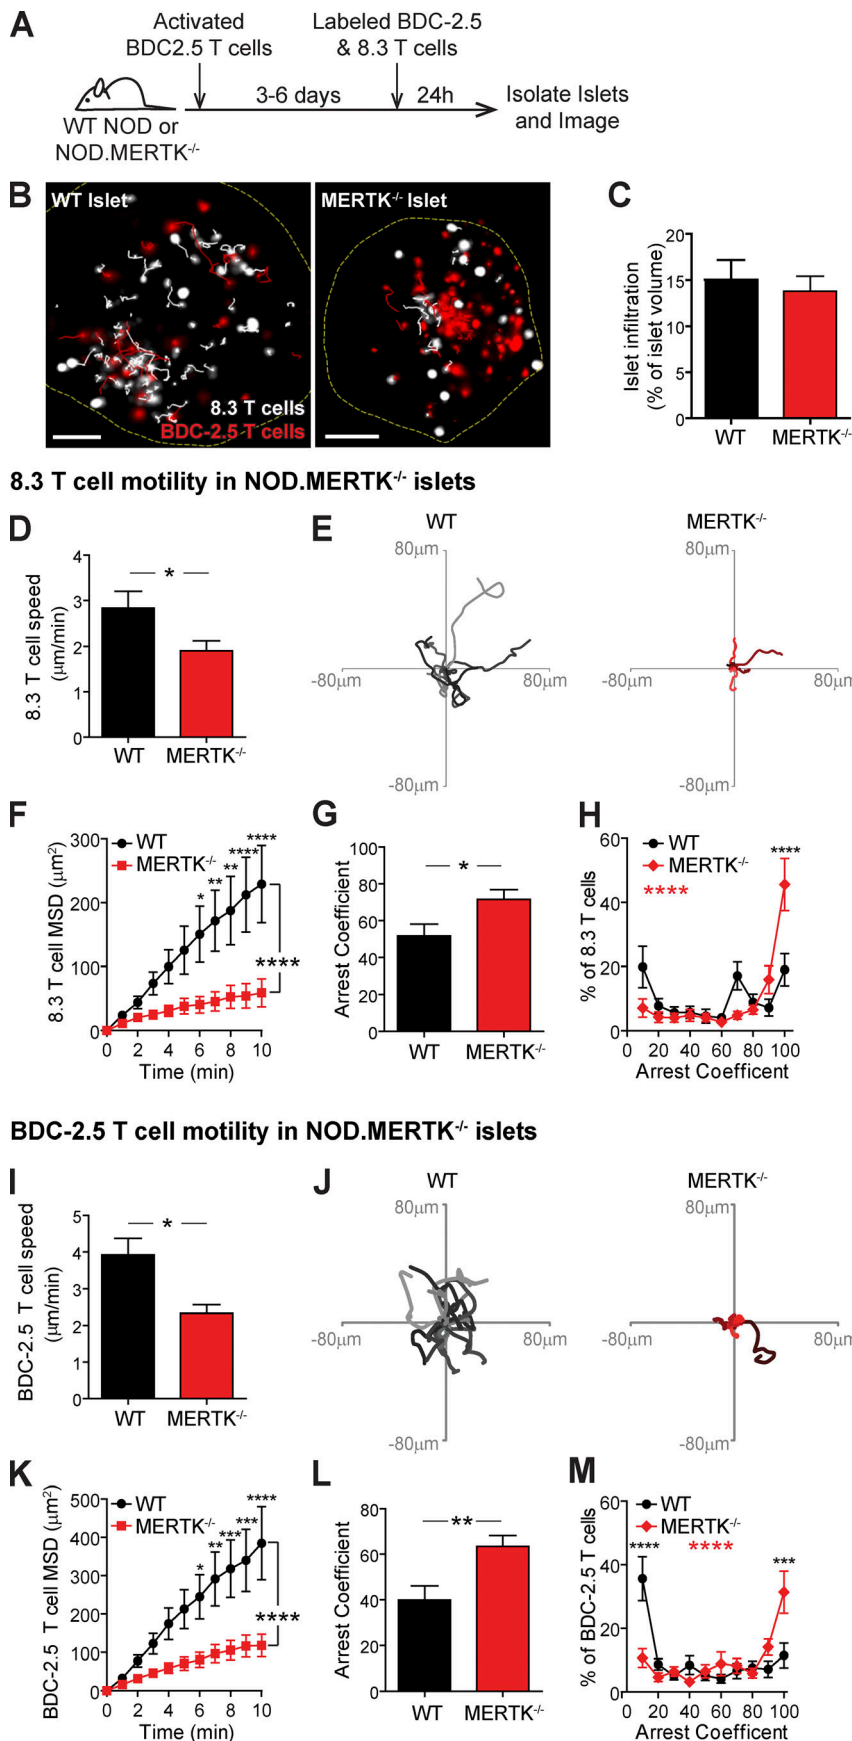 A
Activated
BDC2.5 T cells
Labeled BDC-2.5
& 8.3 T cells
3-6 days
24h
WT NOD or
NOD.MERTK-/-
Isolate Islets
and Image
B
WT Islet
8.3 T cells
BDC-2.5 T cells
MERTK-/- Islet
C
Islet infiltration
(% of islet volume)
20
15
10
5
0
WT
MERTK-/-
8.3 T cell motility in NOD.MERTK-/- islets
D
8.3 T cell speed
(µm/min)
4
3
2
1
0
*
WT
MERTK-/-
E
WT
80µm
-80µm
80µm
-80µm
MERTK-/-
80µm
-80µm
80µm
-80µm
F
8.3 T cell MSD (µm²)
300
200
100
0
WT
MERTK-/-
*
**
**
****
****
****
0 2 4 6 8 10
Time (min)
G
Arrest Coefficient
100
80
60
40
20
0
*
WT
MERTK-/-
H
% of 8.3 T cells
60
40
20
0
WT
MERTK-/-
****
****
0 20 40 60 80 100
Arrest Coefficent
BDC-2.5 T cell motility in NOD.MERTK-/- islets
I
BDC-2.5 T cell speed
(µm/min)
5
4
3
2
1
0
*
WT
MERTK-/-
J
WT
80µm
-80µm
80µm
-80µm
MERTK-/-
80µm
-80µm
80µm
-80µm
K
BDC-2.5 T cell MSD (µm²)
500
400
300
200
100
0
WT
MERTK-/-
*
**
***
***
****
****
0 2 4 6 8 10
Time (min)
L
Arrest Coefficient
80
60
40
20
0
**
WT
MERTK-/-
M
% of BDC-2.5 T cells
60
40
20
0
WT
MERTK-/-
****
****
***
0 20 40 60 80 100
Arrest Coefficent